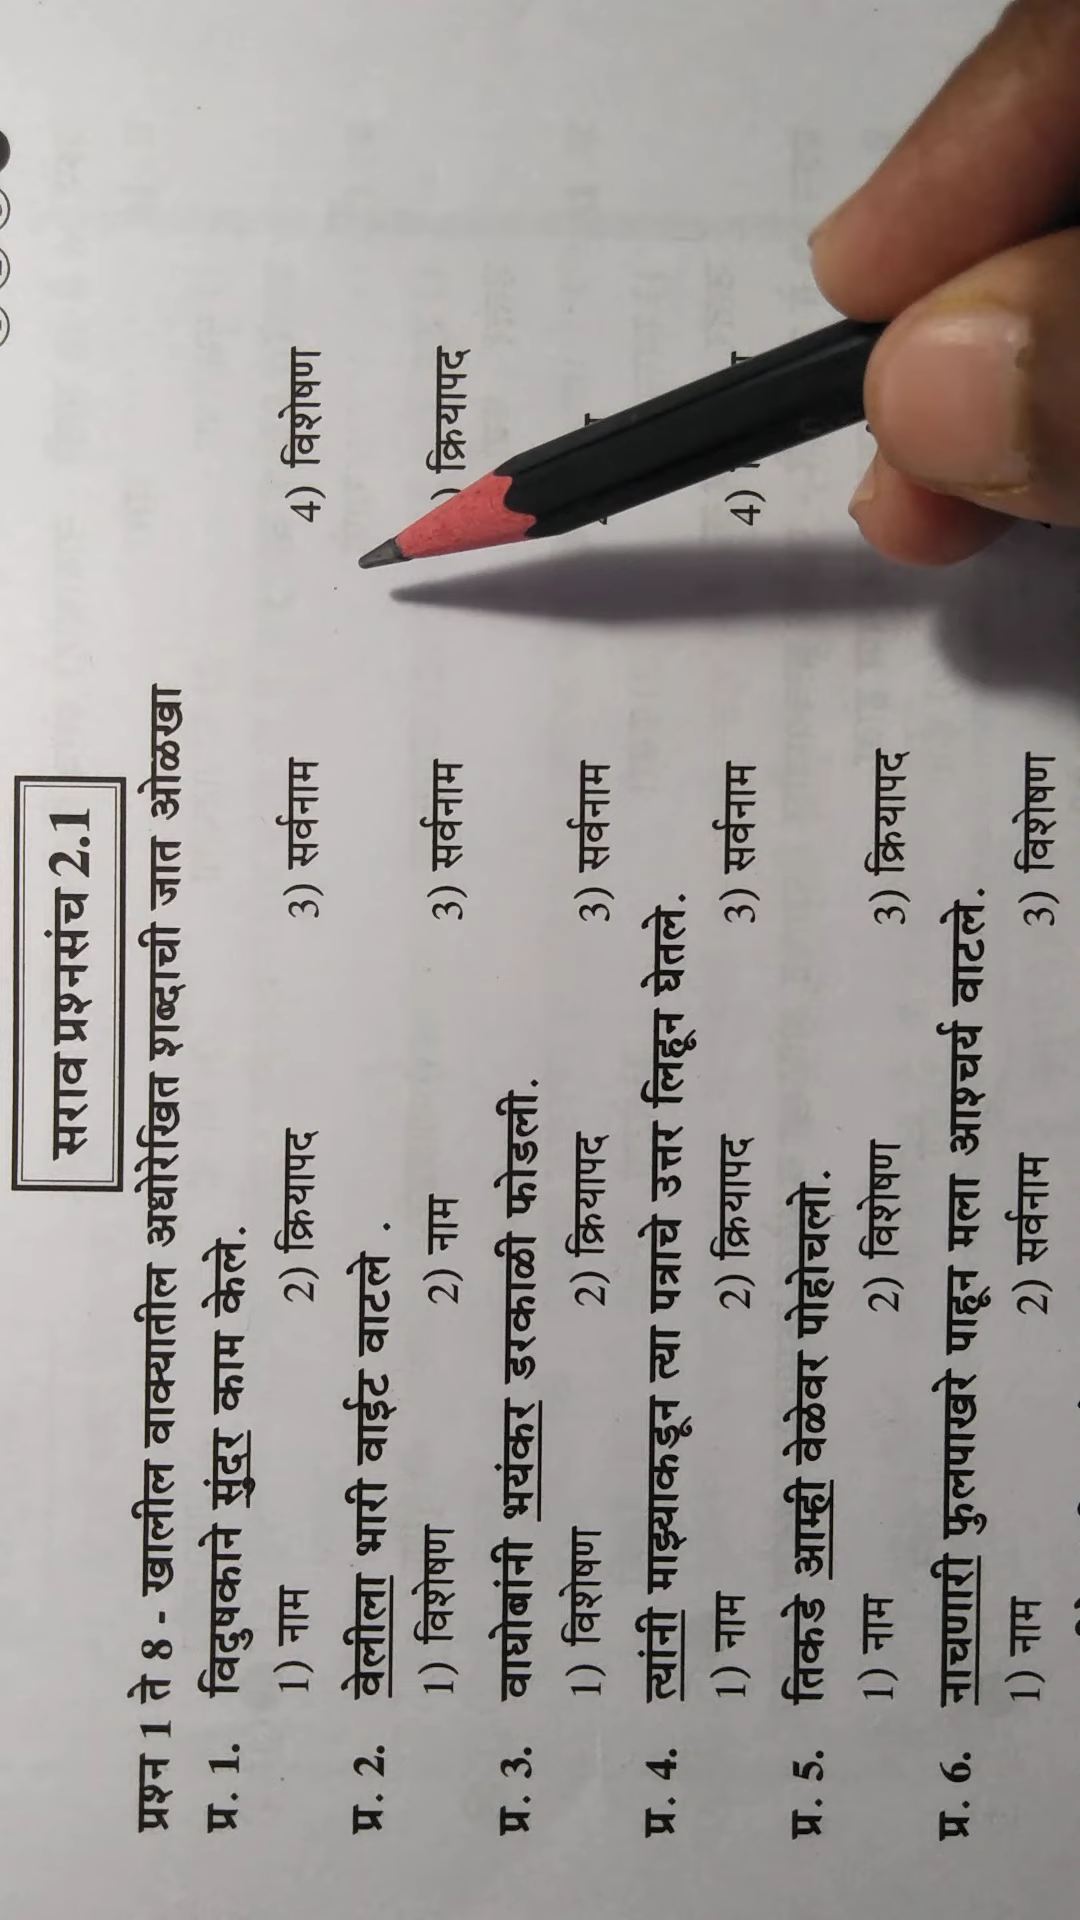 सराव प्रश्नसंच 2.1
प्रश्न 1 ते 8 - खालील वाक्यातील अधोरेखित शब्दाची जात ओळखा
प्र. 1. विदुषकाने सुंदर काम केले.
1) नाम 2) क्रियापद 3) सर्वनाम 4) विशेषण
प्र. 2. वेलीला भारी वाईट वाटले .
1) विशेषण 2) नाम 3) सर्वनाम ) क्रियापद
प्र. 3. वाघोबांनी भयंकर डरकाळी फोडली.
1) विशेषण 2) क्रियापद 3) सर्वनाम
प्र. 4. त्यांनी माझ्याकडून त्या पत्राचे उत्तर लिहून घेतले.
1) नाम 2) क्रियापद 3) सर्वनाम 4)
प्र. 5. तिकडे आम्ही वेळेवर पोहोचलो.
1) नाम 2) विशेषण 3) क्रियापद
प्र. 6. नाचणारी फुलपाखरे पाहून मला आश्चर्य वाटले.
1) नाम 2) सर्वनाम 3) विशेषण